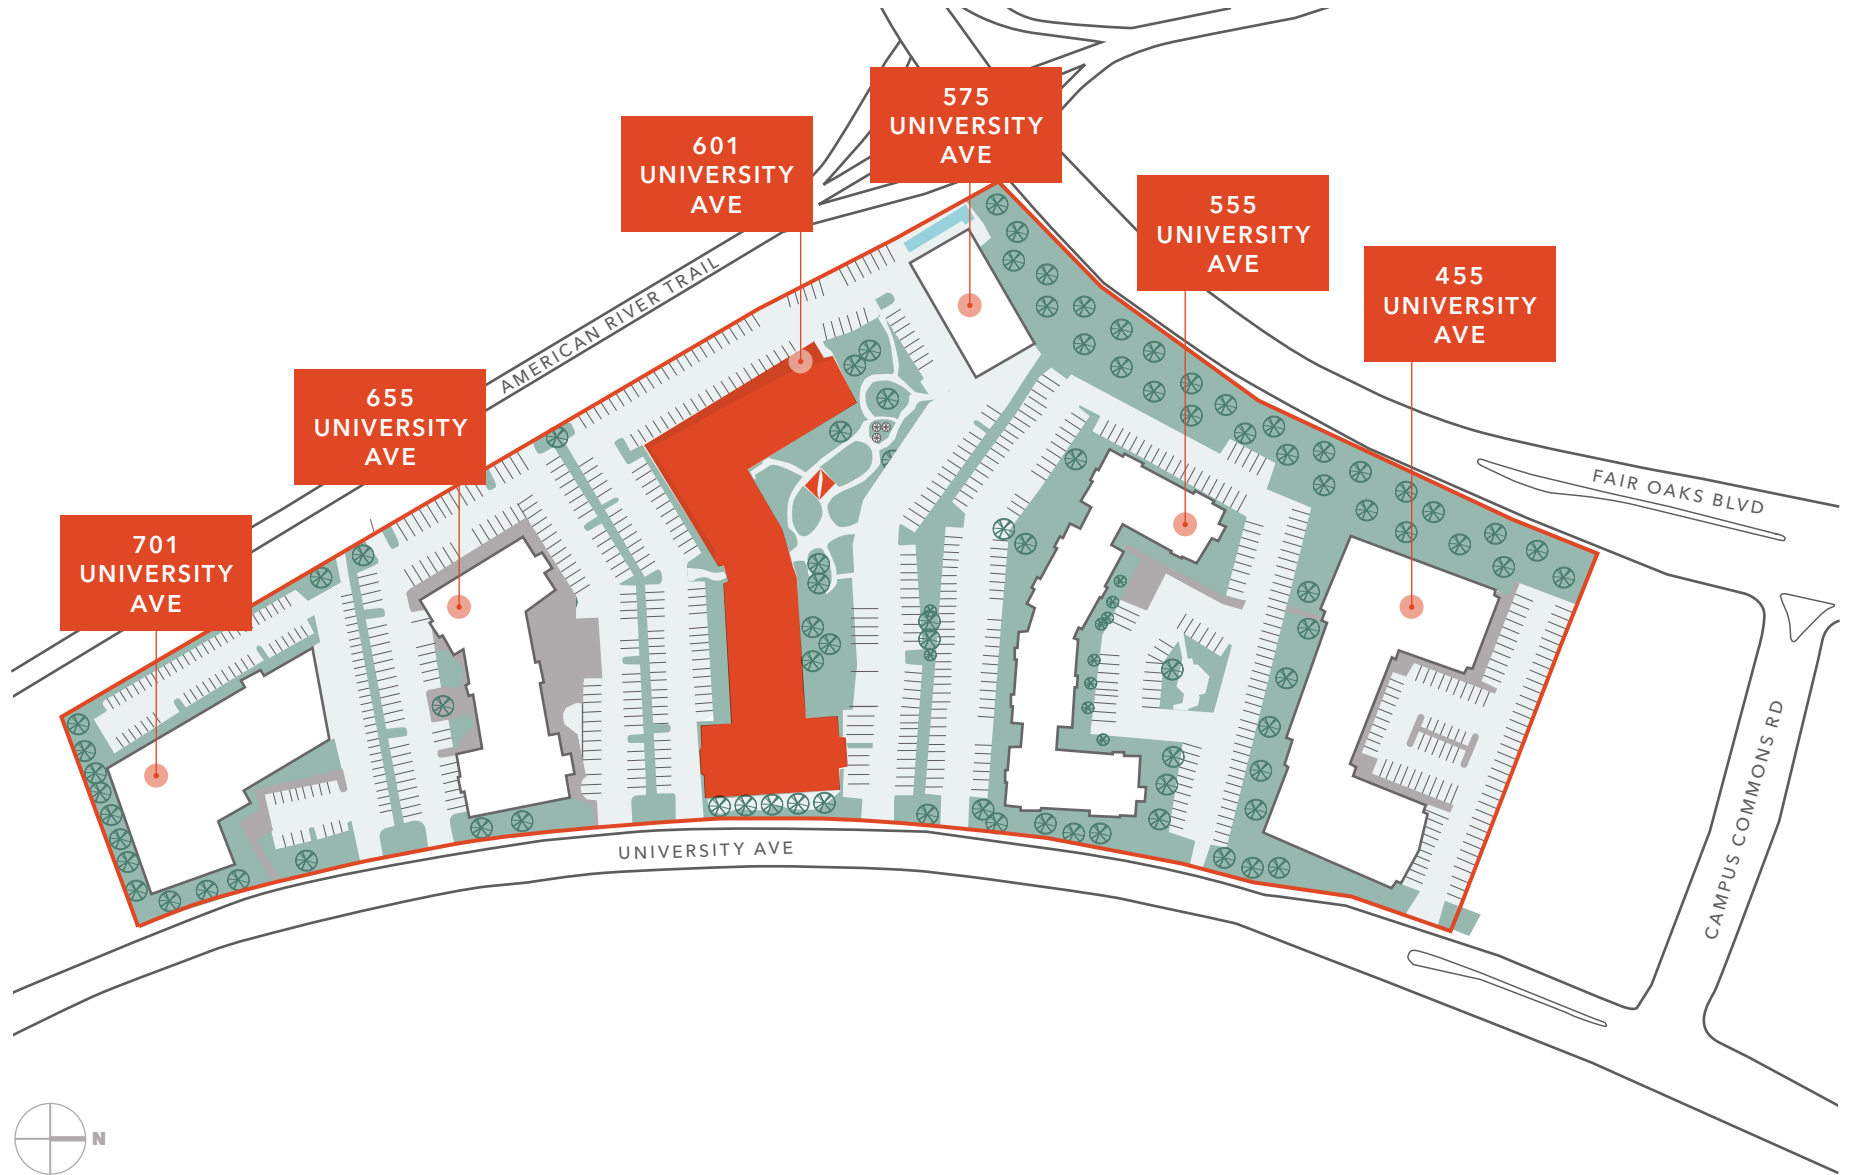 575
UNIVERSITY
AVE
601
UNIVERSITY
AVE
555
UNIVERSITY
AVE
455
UNIVERSITY
AVE
AMERICAN RIVER TRAIL
655
UNIVERSITY
AVE
FAIR OAKS BLVD
701
UNIVERSITY
AVE
CAMPUS COMMONS RD
UNIVERSITY AVE
N